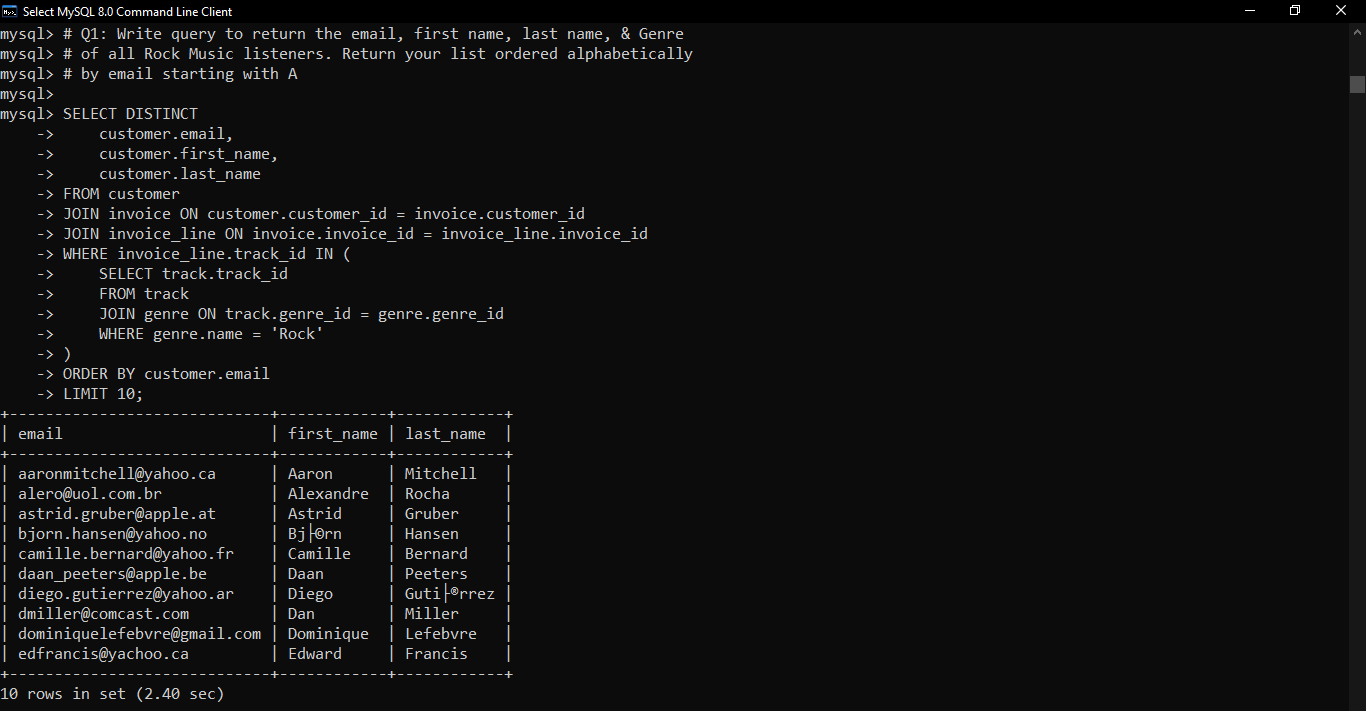 Select MySQL 8.0 Command Line Client
mysql> # Q1: Write query to return the email, first name, last name, & Genre
mysql> # of all Rock Music listeners. Return your list ordered alphabetically
mysql> # by email starting with A
mysql>
mysql> SELECT DISTINCT
    ->     customer.email,
    ->     customer.first_name,
    ->     customer.last_name
    -> FROM customer
    -> JOIN invoice ON customer.customer_id = invoice.customer_id
    -> JOIN invoice_line ON invoice.invoice_id = invoice_line.invoice_id
    -> WHERE invoice_line.track_id IN (
    ->     SELECT track.track_id
    ->     FROM track
    ->     JOIN genre ON track.genre_id = genre.genre_id
    ->     WHERE genre.name = 'Rock'
    -> )
    -> ORDER BY customer.email
    -> LIMIT 10;
+-----------------------------+------------+------------+
| email                       | first_name | last_name  |
+-----------------------------+------------+------------+
| aaronmitchell@yahoo.ca      | Aaron      | Mitchell   |
| alero@uol.com.br            | Alexandre  | Rocha      |
| astrid.gruber@apple.at      | Astrid     | Gruber     |
| bjorn.hansen@yahoo.no       | Bj├©rn     | Hansen     |
| camille.bernard@yahoo.fr    | Camille    | Bernard    |
| daan_peeters@apple.be       | Daan       | Peeters    |
| diego.gutierrez@yahoo.ar    | Diego      | Guti├®rrez |
| dmiller@comcast.com         | Dan        | Miller     |
| dominiquelefebvre@gmail.com | Dominique  | Lefebvre   |
| edfrancis@yachoo.ca         | Edward     | Francis    |
+-----------------------------+------------+------------+
10 rows in set (2.40 sec)